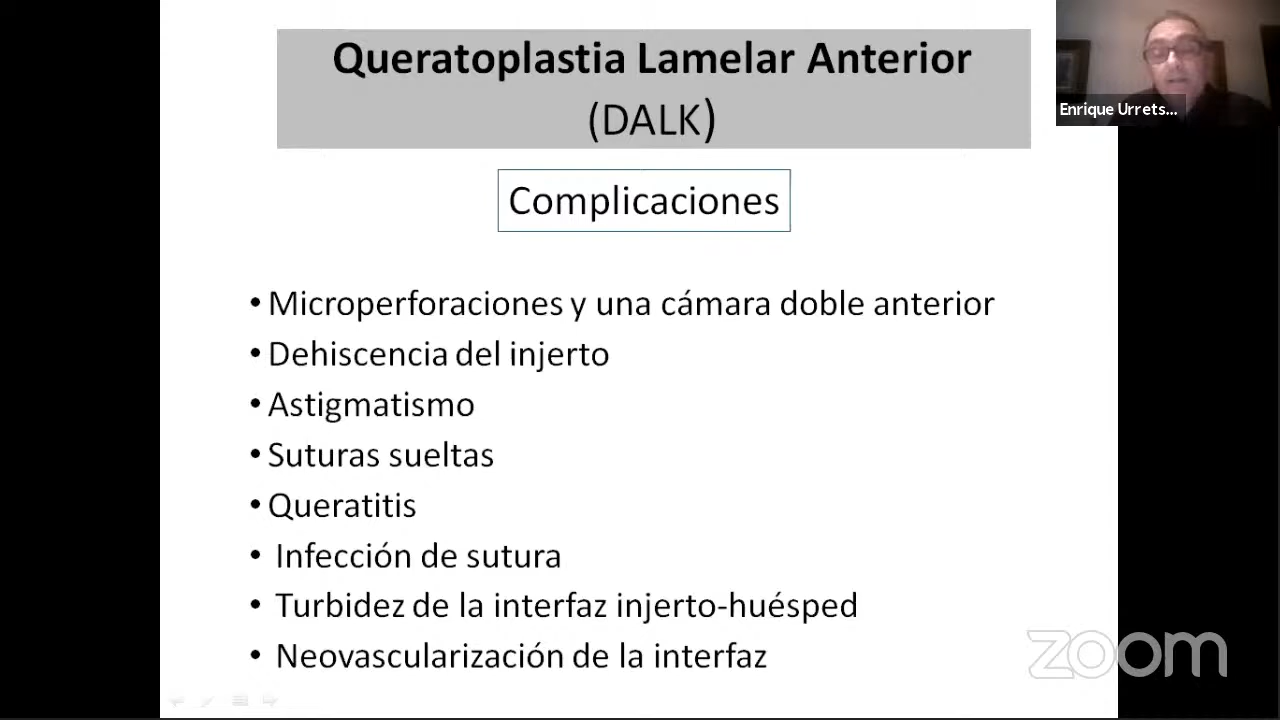 Queratoplastia Lamelar Anterior
(DALK)
Enrique Urrets...
Complicaciones
• Microperforaciones y una cámara doble anterior
• Dehiscencia del injerto
• Astigmatismo
• Suturas sueltas
• Queratitis
• Infección de sutura
• Turbidez de la interfaz injerto-huésped
• Neovascularización de la interfaz
zoom